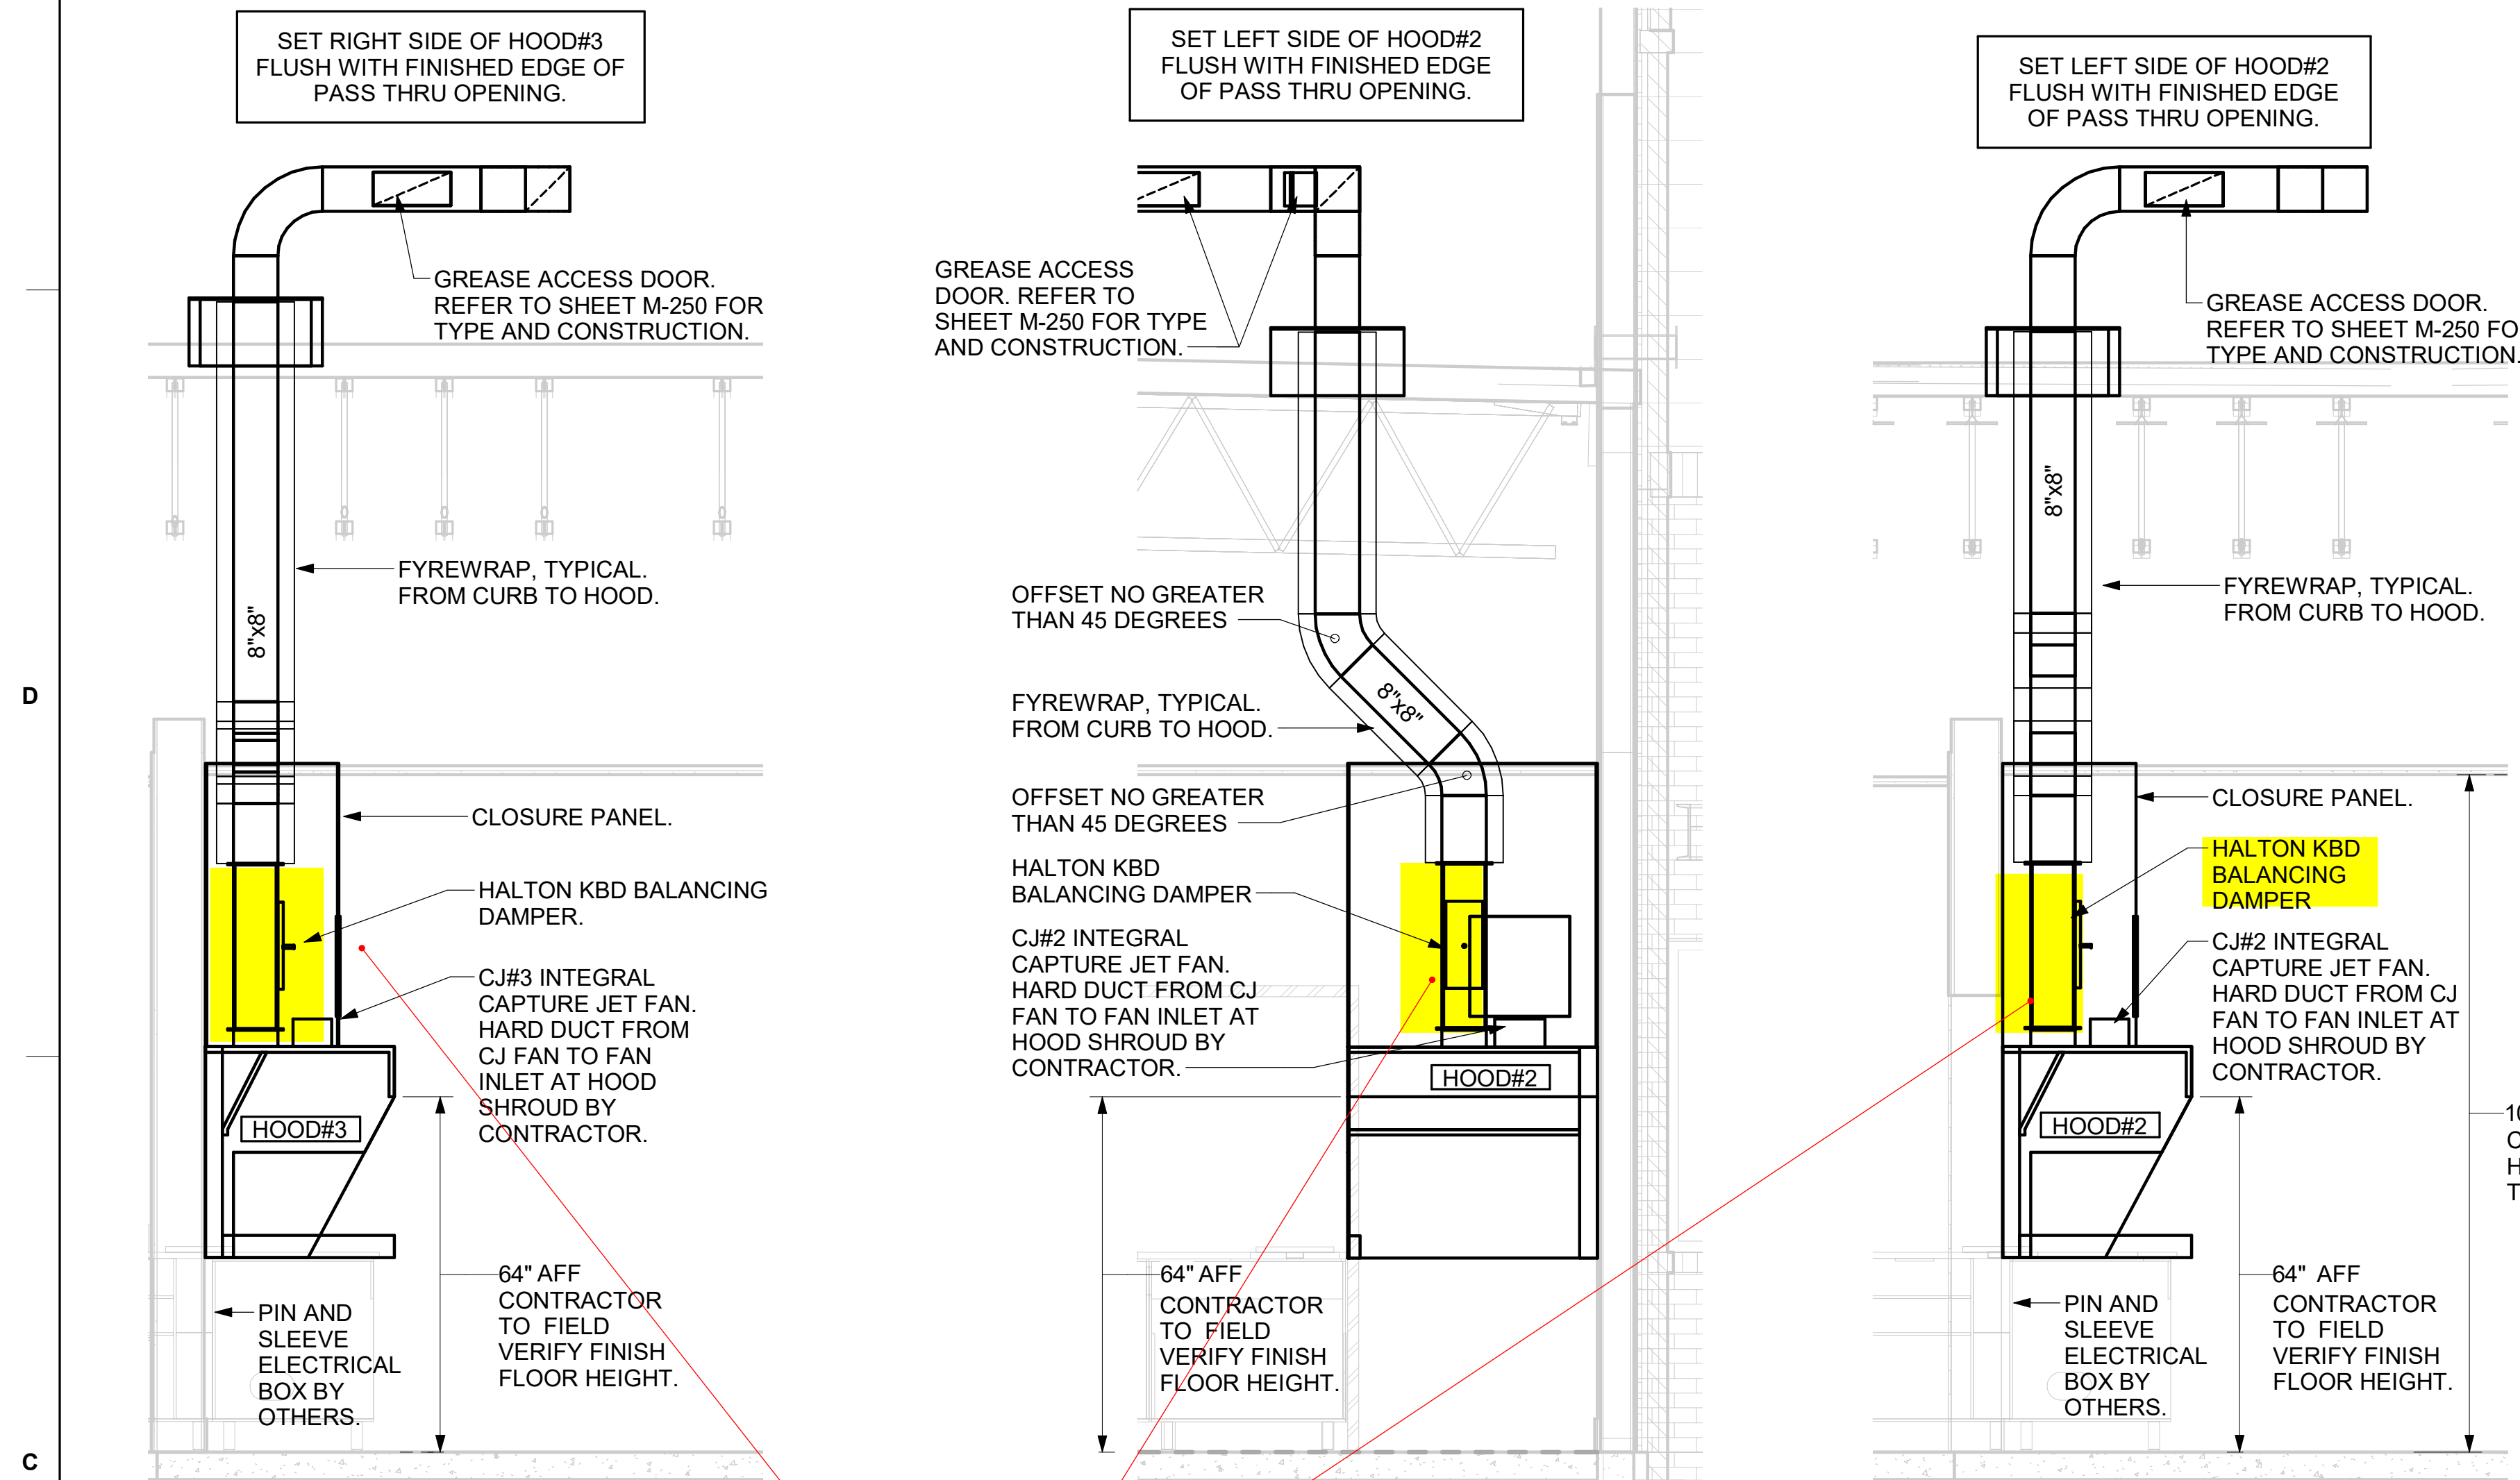 SET RIGHT SIDE OF HOOD#3
FLUSH WITH FINISHED EDGE OF
PASS THRU OPENING.
GREASE ACCESS DOOR.
REFER TO SHEET M-250 FOR
TYPE AND CONSTRUCTION.
FYREWRAP, TYPICAL.
FROM CURB TO HOOD.
8"x8"
CLOSURE PANEL.
HALTON KBD BALANCING
DAMPER.
CJ#3 INTEGRAL
CAPTURE JET FAN.
HARD DUCT FROM
CJ FAN TO FAN
INLET AT HOOD
SHROUD BY
CONTRACTOR.
HOOD#3
64" AFF
CONTRACTOR
TO FIELD
VERIFY FINISH
FLOOR HEIGHT.
PIN AND
SLEEVE
ELECTRICAL
BOX BY
OTHERS.
D
C
SET LEFT SIDE OF HOOD#2
FLUSH WITH FINISHED EDGE
OF PASS THRU OPENING.
GREASE ACCESS
DOOR. REFER TO
SHEET M-250 FOR TYPE
AND CONSTRUCTION.
OFFSET NO GREATER
THAN 45 DEGREES
8"x8"
FYREWRAP, TYPICAL.
FROM CURB TO HOOD.
OFFSET NO GREATER
THAN 45 DEGREES
HALTON KBD
BALANCING DAMPER
CJ#2 INTEGRAL
CAPTURE JET FAN.
HARD DUCT FROM CJ
FAN TO FAN INLET AT
HOOD SHROUD BY
CONTRACTOR.
HOOD#2
64" AFF
CONTRACTOR
TO FIELD
VERIFY FINISH
FLOOR HEIGHT.
SET LEFT SIDE OF HOOD#2
FLUSH WITH FINISHED EDGE
OF PASS THRU OPENING.
GREASE ACCESS DOOR.
REFER TO SHEET M-250 FO
TYPE AND CONSTRUCTION.
8"x8"
FYREWRAP, TYPICAL.
FROM CURB TO HOOD.
CLOSURE PANEL.
HALTON KBD
BALANCING
DAMPER
CJ#2 INTEGRAL
CAPTURE JET FAN.
HARD DUCT FROM CJ
FAN TO FAN INLET AT
HOOD SHROUD BY
CONTRACTOR.
HOOD#2
64" AFF
CONTRACTOR
TO FIELD
VERIFY FINISH
FLOOR HEIGHT.
PIN AND
SLEEVE
ELECTRICAL
BOX BY
OTHERS.